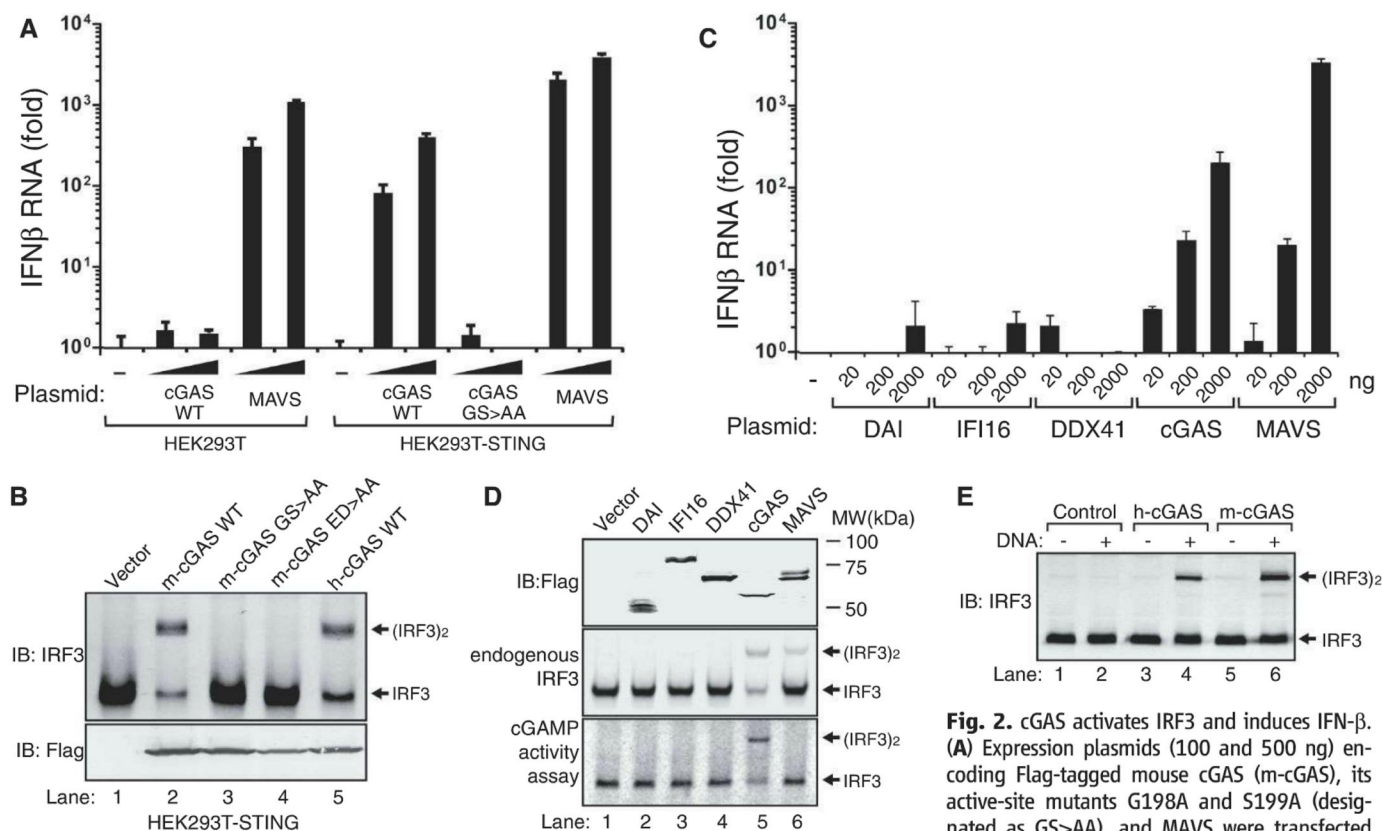 A
10⁴
10³
10²
10¹
10⁰
IFNβ RNA (fold)
–
–
Plasmid:
cGAS WT
MAVS
cGAS WT
cGAS GS>AA
MAVS
HEK293T
HEK293T-STING
C
10⁴
10³
10²
10¹
10⁰
IFNβ RNA (fold)
- 20 200 2000 20 200 2000 20 200 2000 20 200 2000 20 200 2000 ng
Plasmid: DAI IFI16 DDX41 cGAS MAVS
B
Vector
m-cGAS WT
m-cGAS GS>AA
m-cGAS ED>AA
h-cGAS WT
IB: IRF3
(IRF3)₂
IRF3
IB: Flag
Lane: 1 2 3 4 5
HEK293T-STING
D
Vector
DAI
IFI16
DDX41
cGAS
MAVS
MW(kDa)
100
75
50
IB:Flag
endogenous
IRF3
(IRF3)₂
IRF3
cGAMP
activity
assay
(IRF3)₂
IRF3
Lane: 1 2 3 4 5 6
E
Control h-cGAS m-cGAS
DNA: - + - + - +
IB: IRF3
(IRF3)₂
IRF3
Lane: 1 2 3 4 5 6
Fig. 2. cGAS activates IRF3 and induces IFN-β.
(A) Expression plasmids (100 and 500 ng) en-
coding Flag-tagged mouse cGAS (m-cGAS), its
active-site mutants G198A and S199A (desig-
nated as GS>AA), and MAVS were transfected